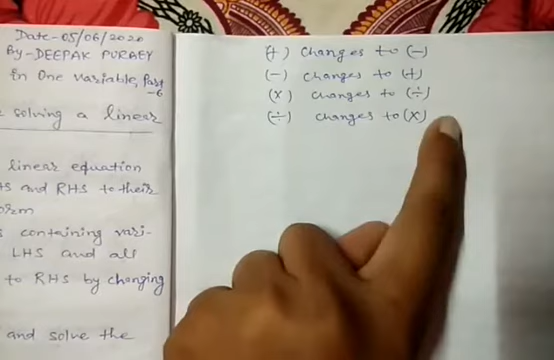 Date-05/06/2020
By-DEEPAK PURBEY
in One variable, Part
-6
solving a linear
linear equation
and RHS to their
containing vari-
LHS and all
to RHS by changing
and solve the
(+) changes to (-)
(-) changes to (+)
(x) changes to (÷)
(÷) changes to (x)